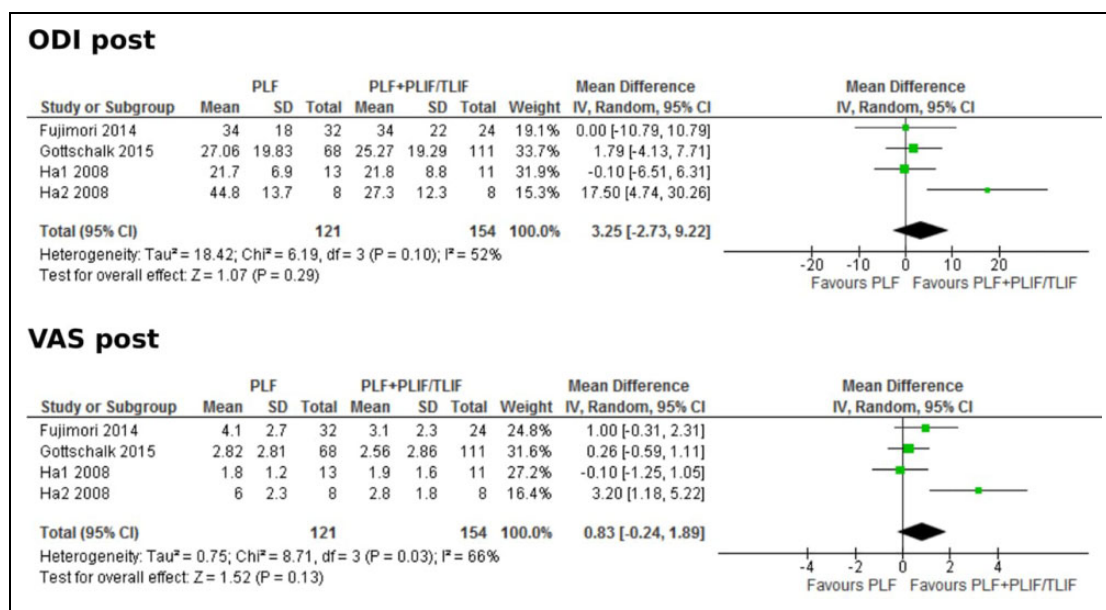 ODI post
PLF PLF+PLIF/TLIF Mean Difference Mean Difference
Study or Subgroup Mean SD Total Mean SD Total Weight IV, Random, 95% CI IV, Random, 95% CI
Fujimori 2014 34 18 32 34 22 24 19.1% 0.00 [-10.79, 10.79]
Gottschalk 2015 27.06 19.83 68 25.27 19.29 111 33.7% 1.79 [-4.13, 7.71]
Ha1 2008 21.7 6.9 13 21.8 8.8 11 31.9% -0.10 [-6.51, 6.31]
Ha2 2008 44.8 13.7 8 27.3 12.3 8 15.3% 17.50 [4.74, 30.26]
Total (95% CI) 121 154 100.0% 3.25 [-2.73, 9.22]
Heterogeneity: Tau² = 18.42; Chi² = 6.19, df = 3 (P = 0.10); I² = 52%
Test for overall effect: Z = 1.07 (P = 0.29)
-20 -10 0 10 20
Favours PLF Favours PLF+PLIF/TLIF
VAS post
PLF PLF+PLIF/TLIF Mean Difference Mean Difference
Study or Subgroup Mean SD Total Mean SD Total Weight IV, Random, 95% CI IV, Random, 95% CI
Fujimori 2014 4.1 2.7 32 3.1 2.3 24 24.8% 1.00 [-0.31, 2.31]
Gottschalk 2015 2.82 2.81 68 2.56 2.86 111 31.6% 0.26 [-0.59, 1.11]
Ha1 2008 1.8 1.2 13 1.9 1.6 11 27.2% -0.10 [-1.25, 1.05]
Ha2 2008 6 2.3 8 2.8 1.8 8 16.4% 3.20 [1.18, 5.22]
Total (95% CI) 121 154 100.0% 0.83 [-0.24, 1.89]
Heterogeneity: Tau² = 0.75; Chi² = 8.71, df = 3 (P = 0.03); I² = 66%
Test for overall effect: Z = 1.52 (P = 0.13)
-4 -2 0 2 4
Favours PLF Favours PLF+PLIF/TLIF